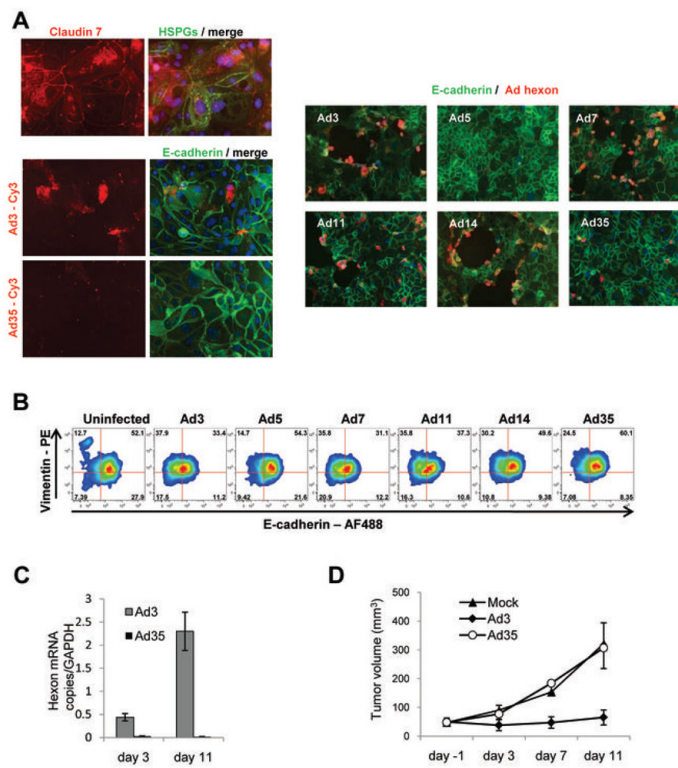 A
Claudin 7
HSPGs / merge
E-cadherin / merge
Ad3 - Cy3
Ad35 - Cy3
E-cadherin / Ad hexon
Ad3 Ad5 Ad7
Ad11 Ad14 Ad35
B
Uninfected Ad3 Ad5 Ad7 Ad11 Ad14 Ad35
Vimentin - PE
12.7 52.1 37.9 33.4 14.7 54.3 35.8 31.1 35.8 37.3 30.2 49.6 24.5 60.1
7.39 27.9 17.5 11.2 9.42 21.6 20.9 12.2 16.3 10.6 10.8 9.38 7.08 8.35
E-cadherin – AF488
C
Hexon mRNA
copies/GAPDH
3
2.5
2
1.5
1
0.5
0
Ad3
Ad35
day 3 day 11
D
Tumor volume (mm³)
500
400
300
200
100
0
Mock
Ad3
Ad35
day -1 day 3 day 7 day 11